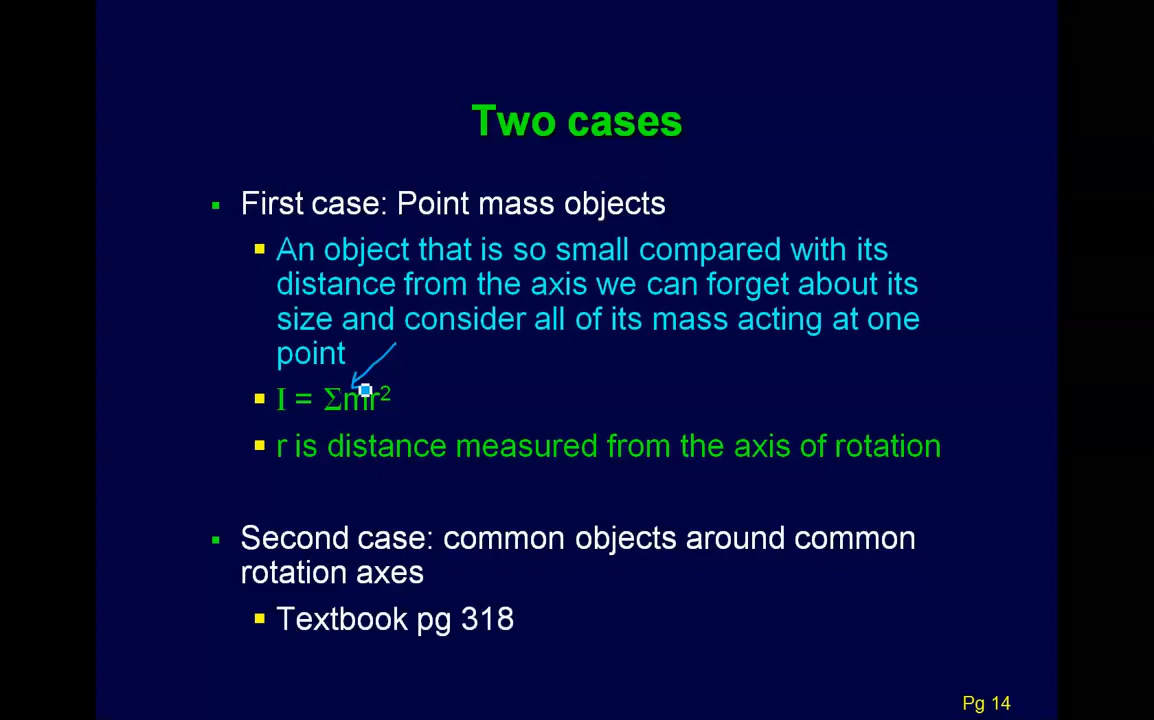 Two cases
First case: Point mass objects
An object that is so small compared with its
distance from the axis we can forget about its
size and consider all of its mass acting at one
point
I = Σmr²
r is distance measured from the axis of rotation
Second case: common objects around common
rotation axes
Textbook pg 318
Pg 14